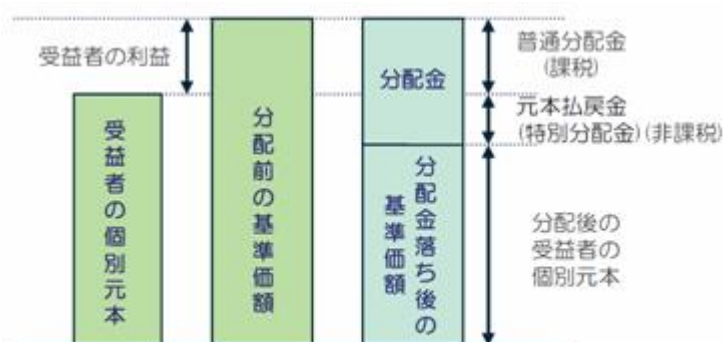 受益者の利益
受益者の個別元本
分配前の基準価額
分配金
分配金落ち後の
基準価額
普通分配金
(課税)
元本払戻金
(特別分配金)(非課税)
分配後の
受益者の
個別元本